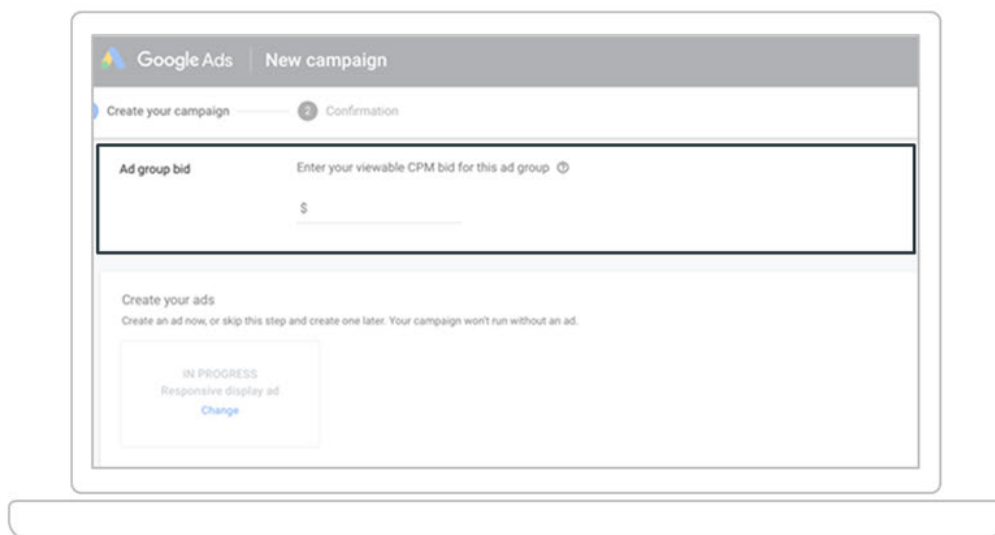 Google Ads New campaign
Create your campaign 2 Confirmation
Ad group bid Enter your viewable CPM bid for this ad group ?
$
Create your ads
Create an ad now, or skip this step and create one later. Your campaign won't run without an ad.
IN PROGRESS
Responsive display ad
Change